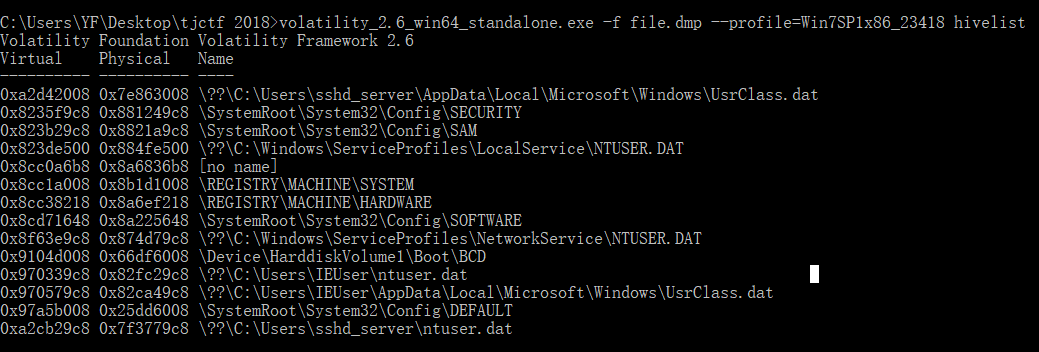 C:\Users\YF\Desktop\tjctf 2018>volatility_2.6_win64_standalone.exe -f file.dmp --profile=Win7SP1x86_23418 hivelist
Volatility Foundation Volatility Framework 2.6
Virtual    Physical   Name
---------- ---------- ----
0xa2d42008 0x7e863008 \??\C:\Users\sshd_server\AppData\Local\Microsoft\Windows\UsrClass.dat
0x8235f9c8 0x881249c8 \SystemRoot\System32\Config\SECURITY
0x823b29c8 0x8821a9c8 \SystemRoot\System32\Config\SAM
0x823de500 0x884fe500 \??\C:\Windows\ServiceProfiles\LocalService\NTUSER.DAT
0x8cc0a6b8 0x8a6836b8 [no name]
0x8cc1a008 0x8b1d1008 \REGISTRY\MACHINE\SYSTEM
0x8cc38218 0x8a6ef218 \REGISTRY\MACHINE\HARDWARE
0x8cd71648 0x8a225648 \SystemRoot\System32\Config\SOFTWARE
0x8f63e9c8 0x874d79c8 \??\C:\Windows\ServiceProfiles\NetworkService\NTUSER.DAT
0x9104d008 0x66df6008 \Device\HarddiskVolume1\Boot\BCD
0x970339c8 0x82fc29c8 \??\C:\Users\IEUser\ntuser.dat
0x970579c8 0x82ca49c8 \??\C:\Users\IEUser\AppData\Local\Microsoft\Windows\UsrClass.dat
0x97a5b008 0x25dd6008 \SystemRoot\System32\Config\DEFAULT
0xa2cb29c8 0x7f3779c8 \??\C:\Users\sshd_server\ntuser.dat